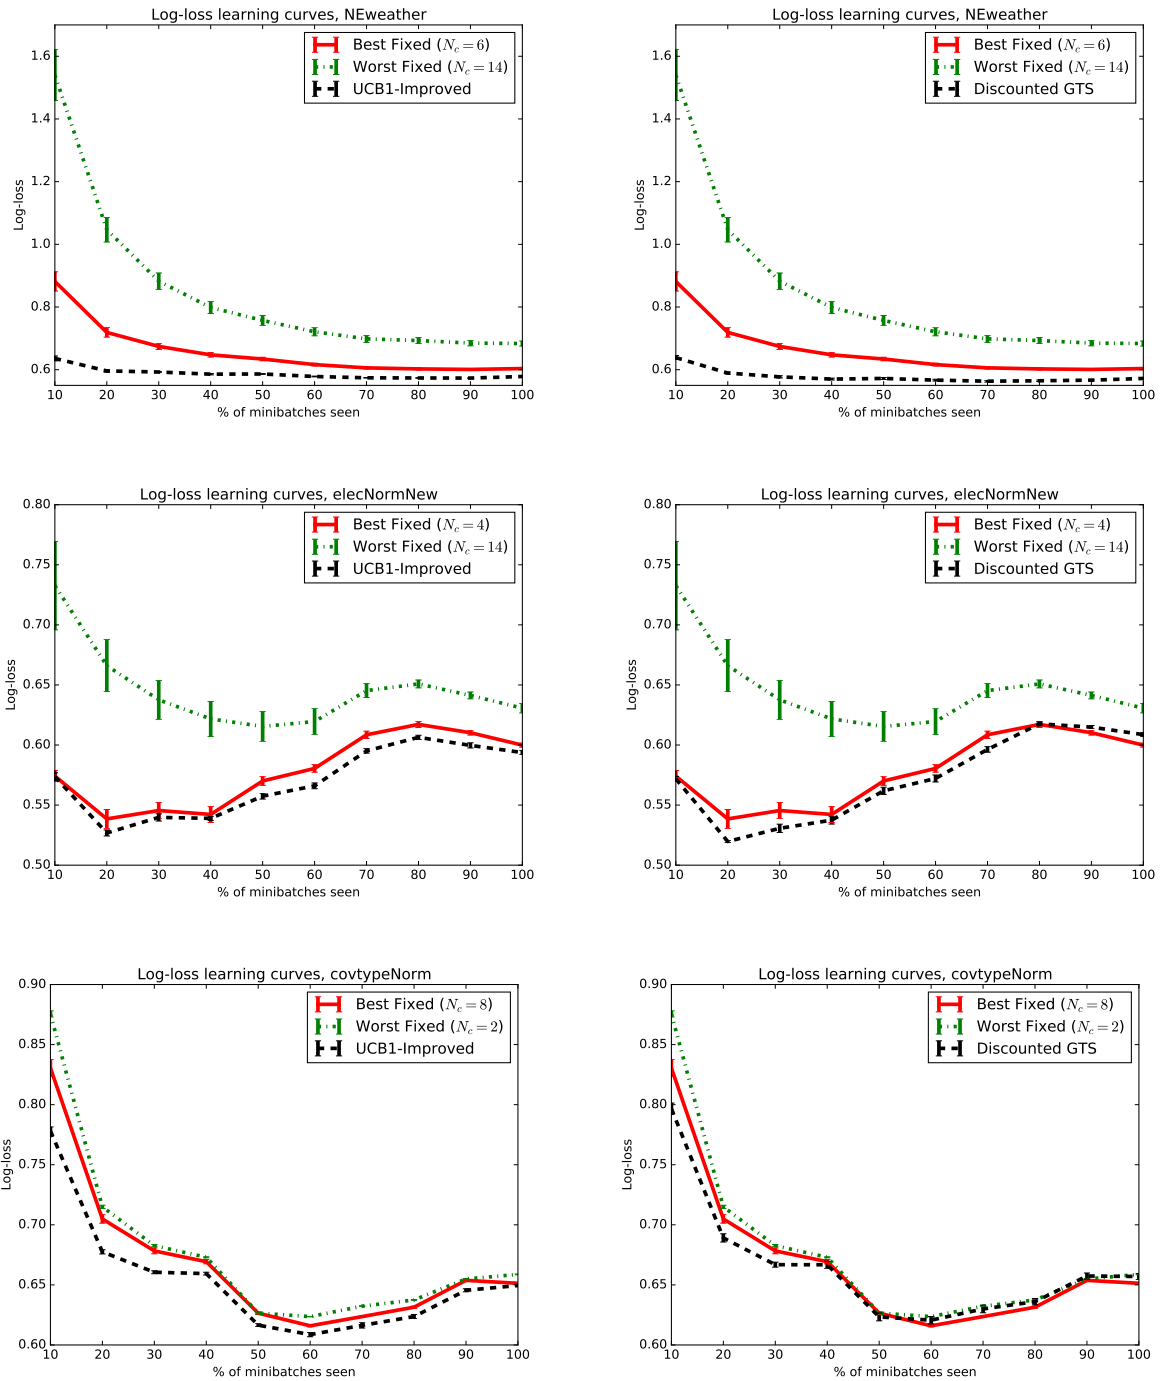 Log-loss learning curves, NEweather
Best Fixed (N_c = 6)
Worst Fixed (N_c = 14)
UCB1-Improved
Log-loss
1.6
1.4
1.2
1.0
0.8
0.6
10 20 30 40 50 60 70 80 90 100
% of minibatches seen
Log-loss learning curves, NEweather
Best Fixed (N_c = 6)
Worst Fixed (N_c = 14)
Discounted GTS
Log-loss
1.6
1.4
1.2
1.0
0.8
0.6
10 20 30 40 50 60 70 80 90 100
% of minibatches seen
Log-loss learning curves, elecNormNew
Best Fixed (N_c = 4)
Worst Fixed (N_c = 14)
UCB1-Improved
Log-loss
0.80
0.75
0.70
0.65
0.60
0.55
0.50
10 20 30 40 50 60 70 80 90 100
% of minibatches seen
Log-loss learning curves, elecNormNew
Best Fixed (N_c = 4)
Worst Fixed (N_c = 14)
Discounted GTS
Log-loss
0.80
0.75
0.70
0.65
0.60
0.55
0.50
10 20 30 40 50 60 70 80 90 100
% of minibatches seen
Log-loss learning curves, covtypeNorm
Best Fixed (N_c = 8)
Worst Fixed (N_c = 2)
UCB1-Improved
Log-loss
0.90
0.85
0.80
0.75
0.70
0.65
0.60
10 20 30 40 50 60 70 80 90 100
% of minibatches seen
Log-loss learning curves, covtypeNorm
Best Fixed (N_c = 8)
Worst Fixed (N_c = 2)
Discounted GTS
Log-loss
0.90
0.85
0.80
0.75
0.70
0.65
0.60
10 20 30 40 50 60 70 80 90 100
% of minibatches seen